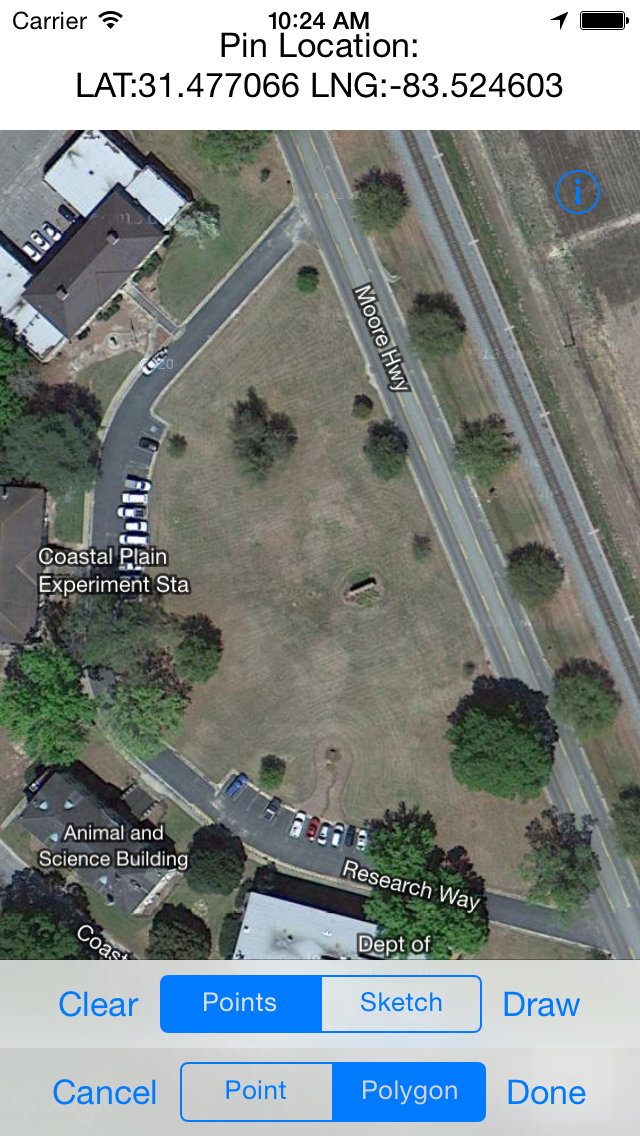 Carrier 10:24 AM
Pin Location:
LAT:31.477066 LNG:-83.524603
i
Moore Hwy
Coastal Plain
Experiment Sta
Animal and
Science Building
Research Way
Dept of
Clear Points Sketch Draw
Cancel Point Polygon Done